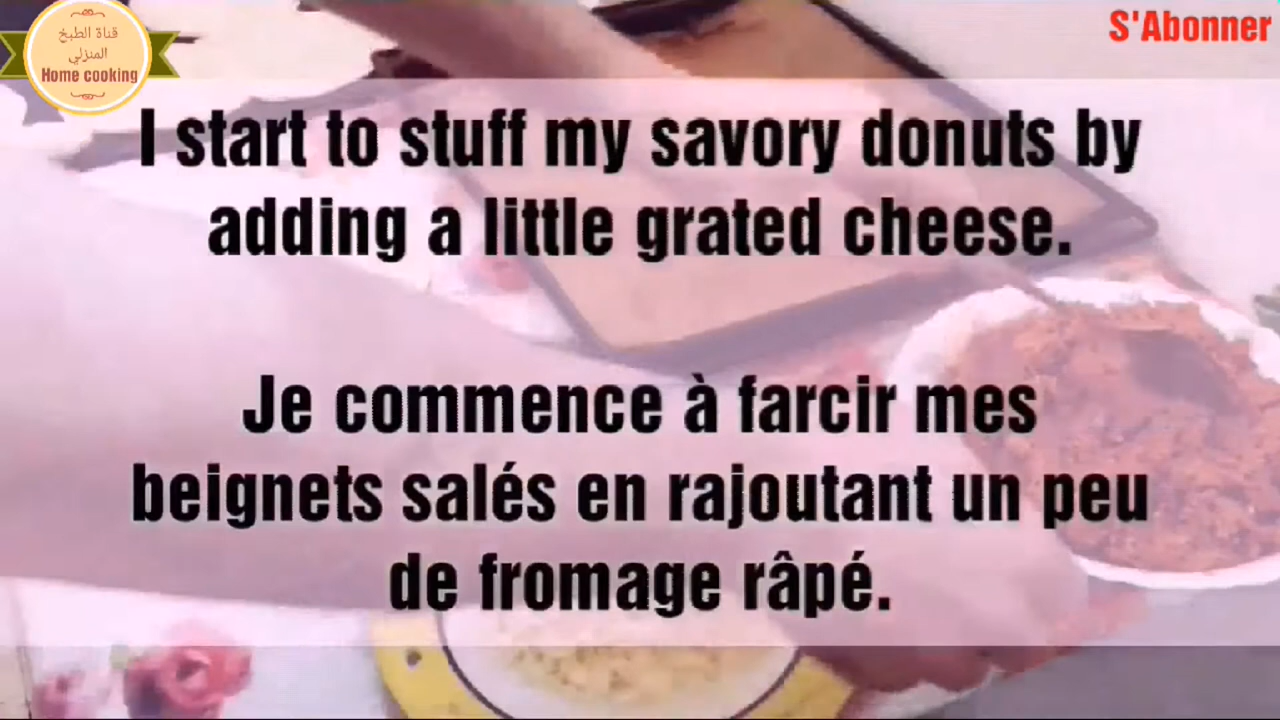 قناة الطبخ
المنزلي
Home cooking
S'Abonner
I start to stuff my savory donuts by
adding a little grated cheese.
Je commence à farcir mes
beignets salés en rajoutant un peu
de fromage râpé.